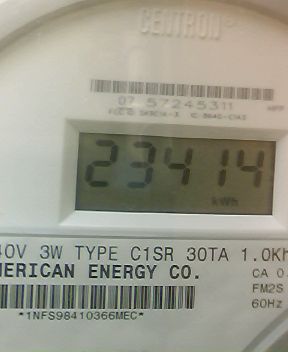 CENTRON
07 57245311
23414
kWh
40V 3W TYPE C1SR 30TA 1.0Kh
MERICAN ENERGY CO.
CA 0.
FM2S
60Hz
*1NFS98410366MEC*